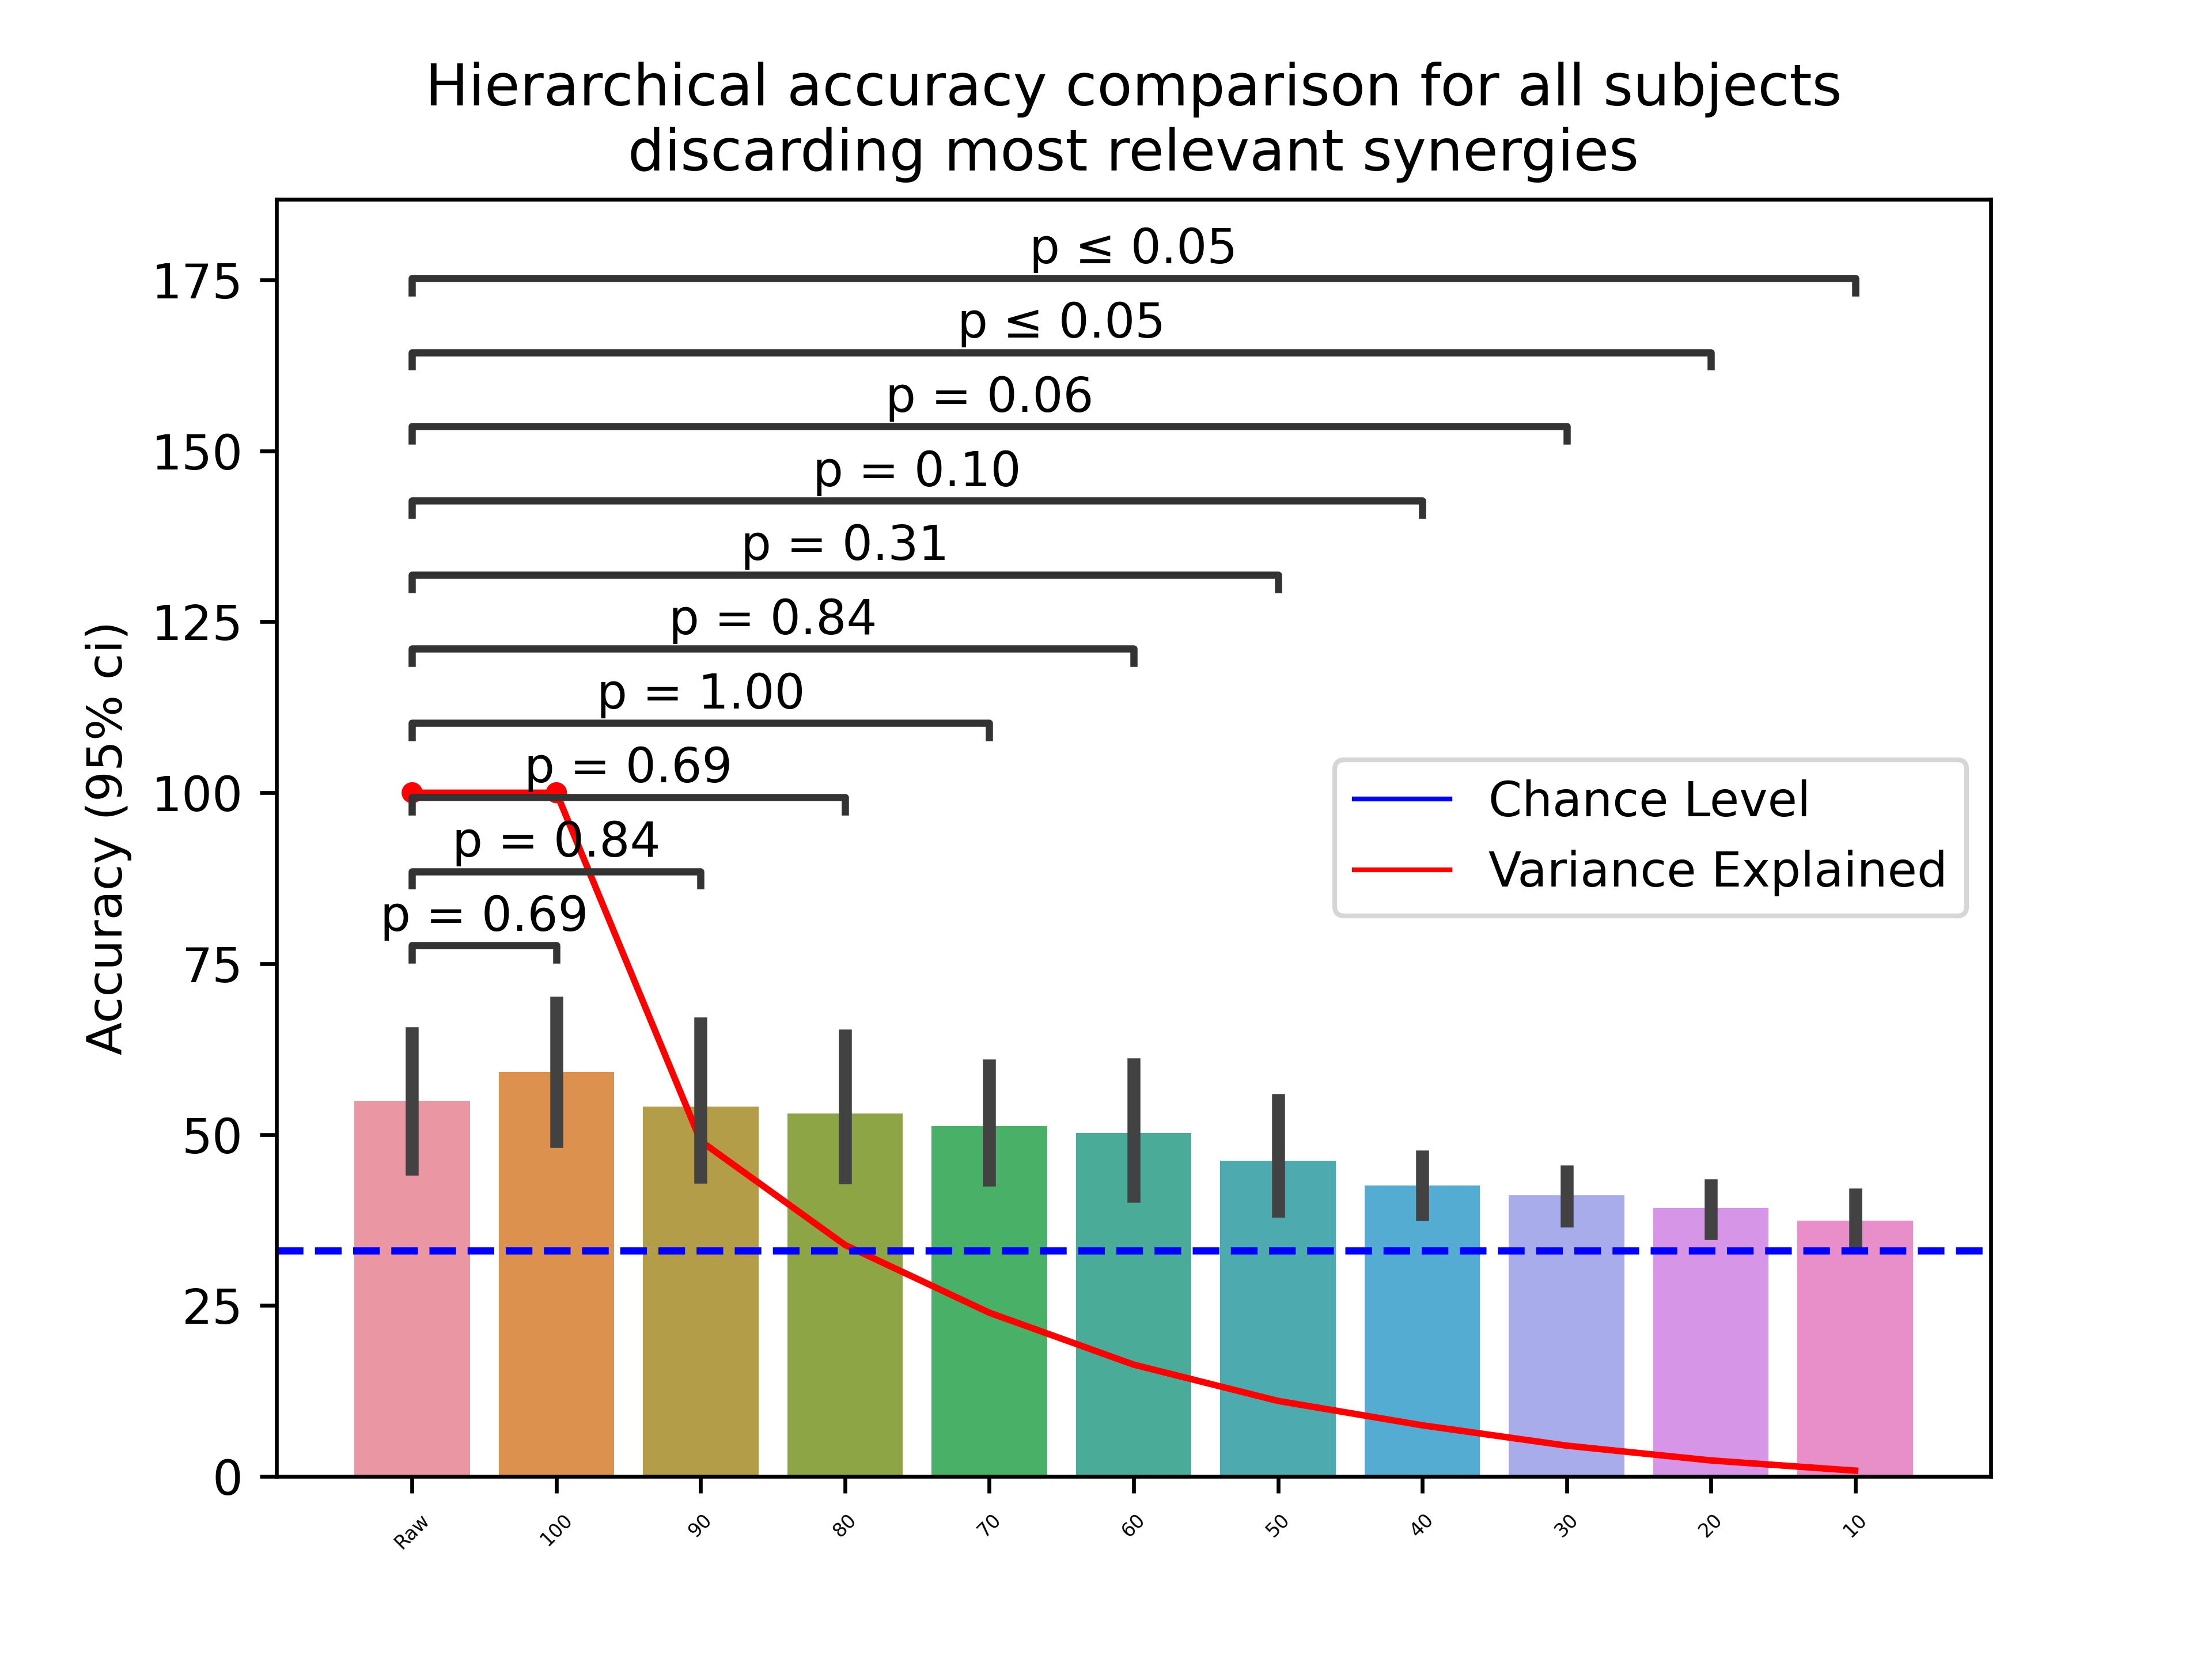 Hierarchical accuracy comparison for all subjects
discarding most relevant synergies
Accuracy (95% ci)
175
150
125
100
75
50
25
0
p ≤ 0.05
p ≤ 0.05
p = 0.06
p = 0.10
p = 0.31
p = 0.84
p = 1.00
p = 0.69
p = 0.84
p = 0.69
Chance Level
Variance Explained
Raw 100 90 80 70 60 50 40 30 20 10